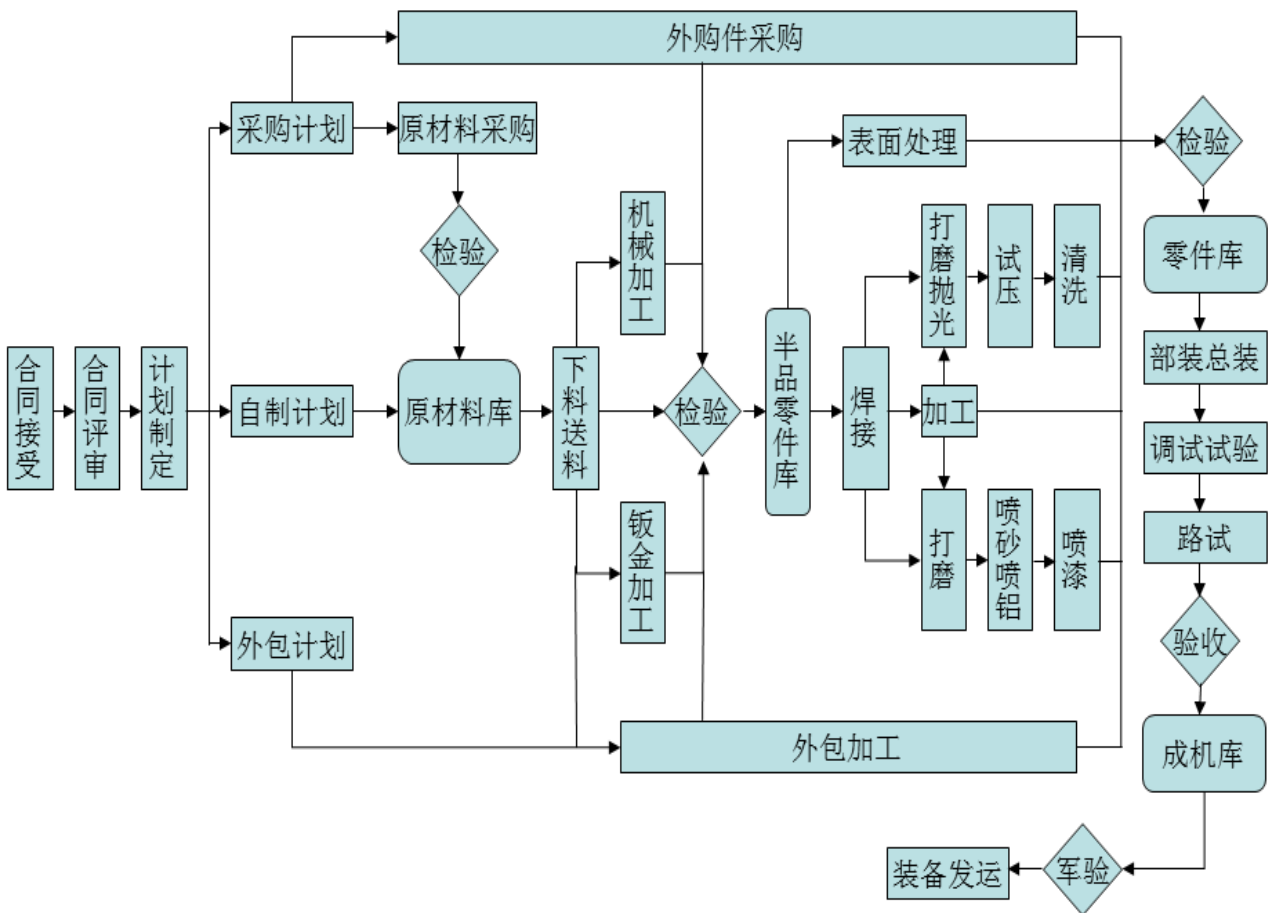 外购件采购
采购计划
原材料采购
表面处理
检验
检验
机械加工
打磨抛光
试压
清洗
零件库
合同接受
合同评审
计划制定
自制计划
原材料库
下料送料
检验
半品零件库
焊接
加工
部装总装
调试试验
钣金加工
打磨
喷砂喷铝
喷漆
路试
外包计划
验收
外包加工
成机库
装备发运
军验